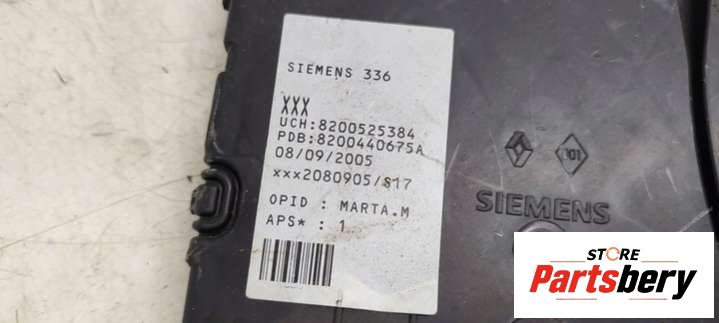 SIEMENS 336
XXX
UCH:8200525384
PDB:8200440675A
08/09/2005
xxx2080905/S17
OPID : MARTA.M
APS* : 1
101
SIEMENS
STORE
Partsbery